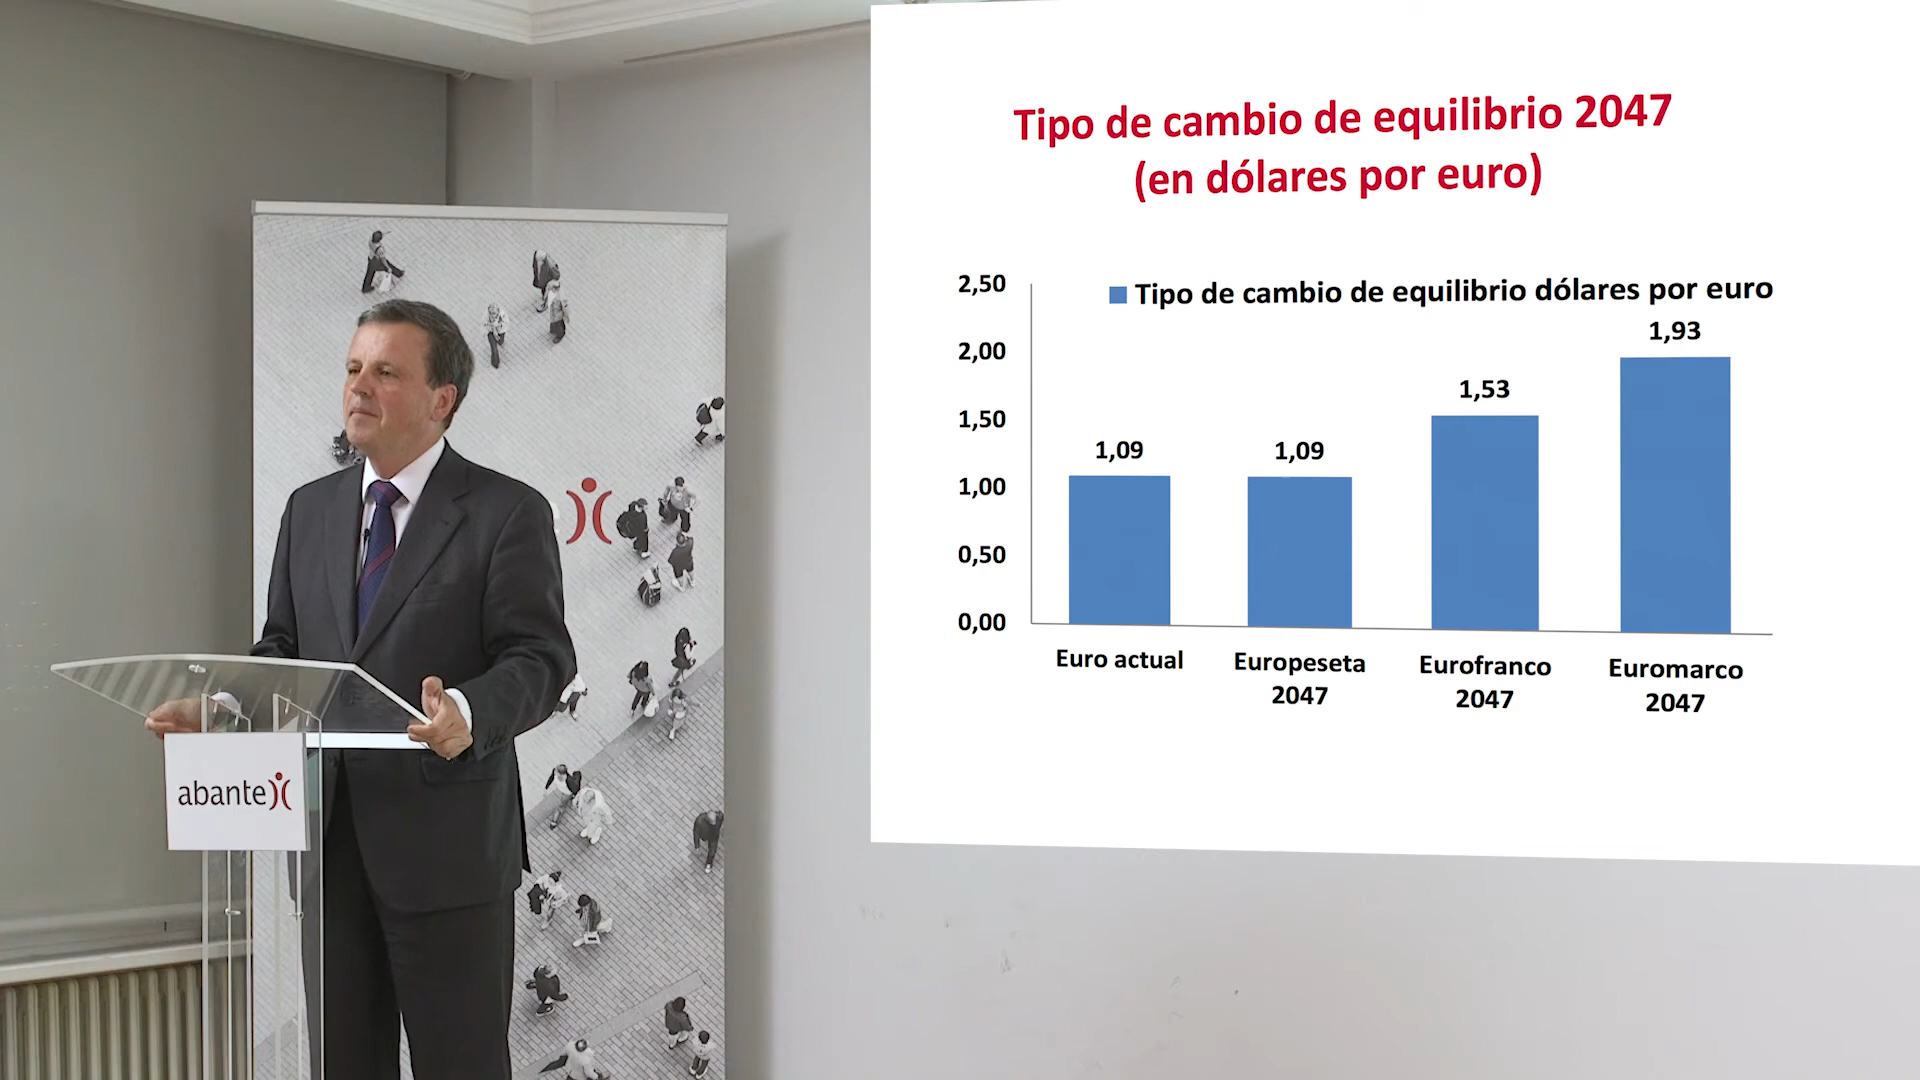 Tipo de cambio de equilibrio 2047
(en dólares por euro)
Tipo de cambio de equilibrio dólares por euro
2,50
2,00
1,50
1,00
0,50
0,00
1,09
1,09
1,53
1,93
Euro actual
Europeseta
2047
Eurofranco
2047
Euromarco
2047
abante